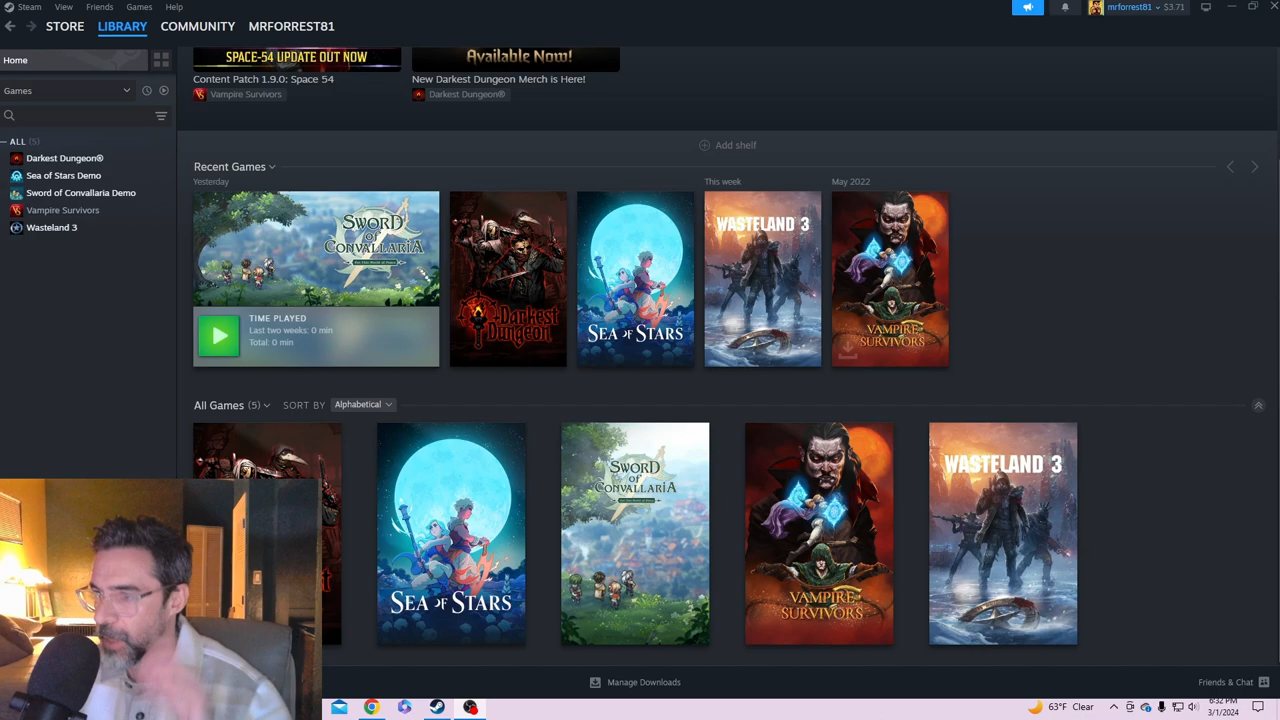 Steam View Friends Games Help
mrforrest81 $3.71
STORE LIBRARY COMMUNITY MRFORREST81
Home
Games
ALL (5)
Darkest Dungeon®
Sea of Stars Demo
Sword of Convallaria Demo
Vampire Survivors
Wasteland 3
SPACE-54 UPDATE OUT NOW
Content Patch 1.9.0: Space 54
Vampire Survivors
Available Now!
New Darkest Dungeon Merch is Here!
Darkest Dungeon®
Add shelf
Recent Games
Yesterday
This week
May 2022
SWORD
OF
CONVALLARIA
TIME PLAYED
Last two weeks: 0 min
Total: 0 min
Darkest
Dungeon
SEA OF STARS
WASTELAND 3
VAMPIRE
SURVIVORS
All Games (5) SORT BY Alphabetical
SEA OF STARS
SWORD
OF
CONVALLARIA
VAMPIRE
SURVIVORS
WASTELAND 3
Manage Downloads
Friends & Chat
63°F Clear
6:32 PM
3/1/2024